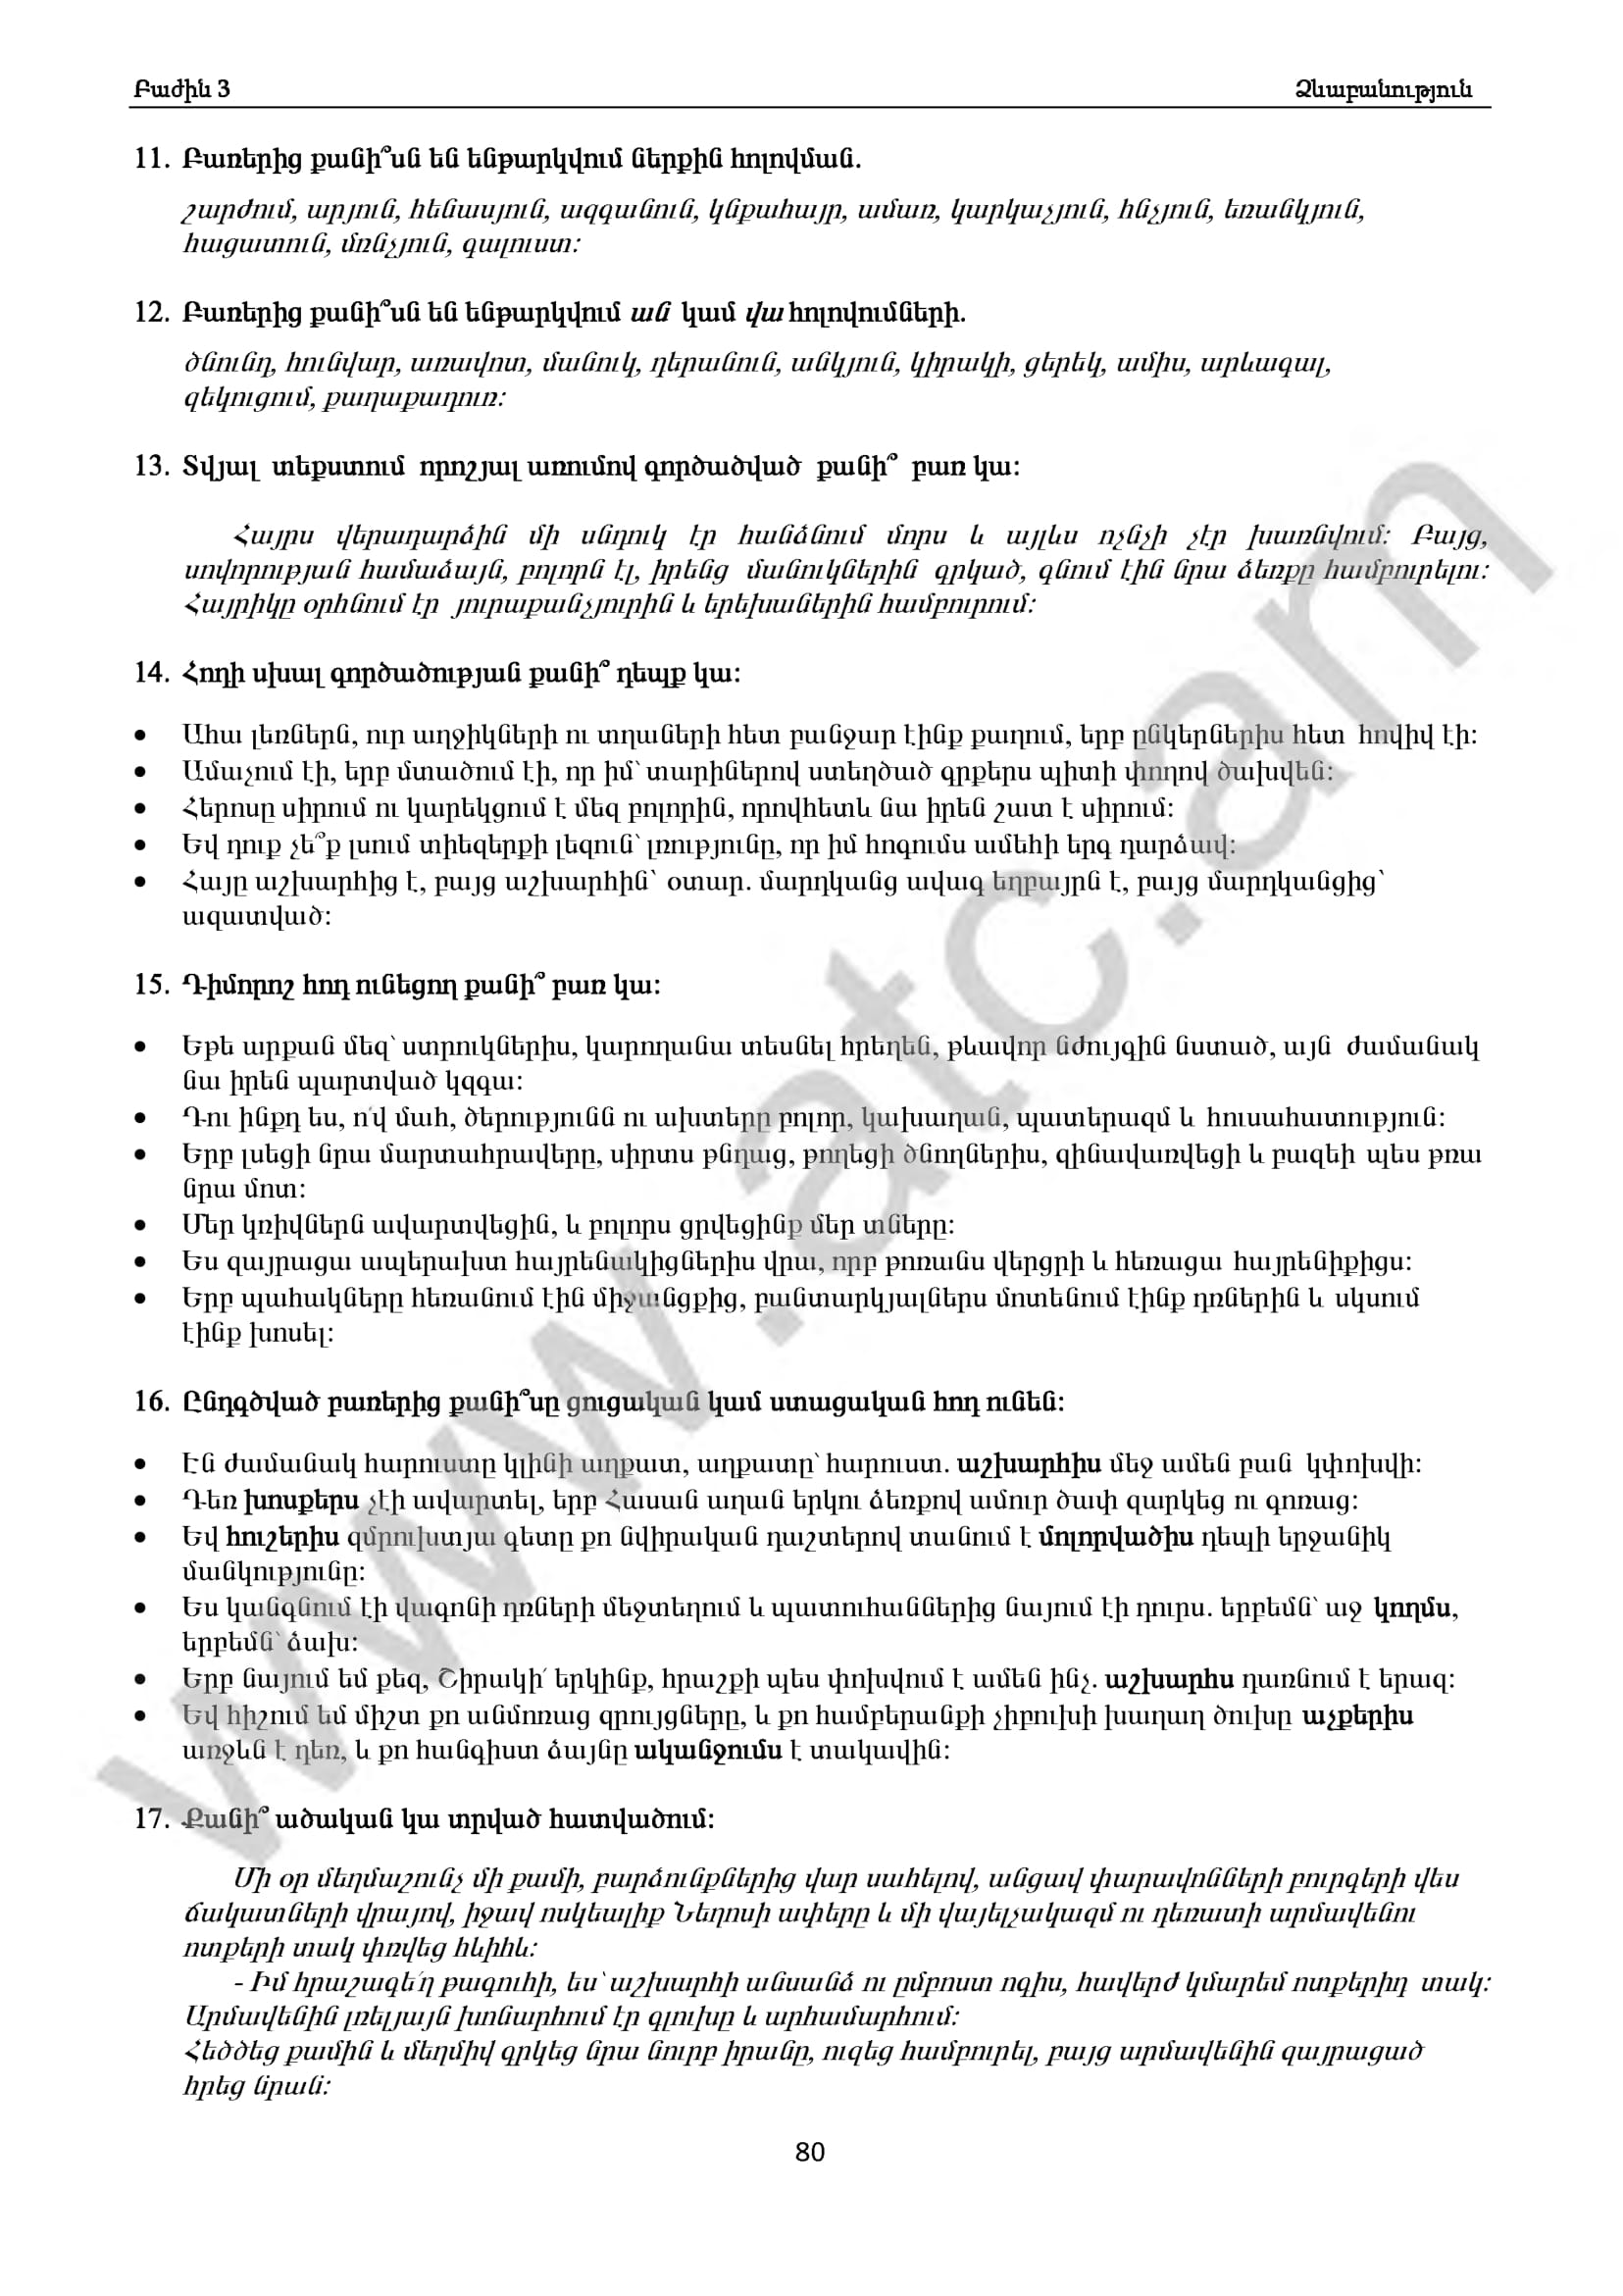 Բաժին 3 Ձևաբանություն
11. Բառերից քանի՞սն են ենթարկվում ներքին հոլովման.
շարժում, արյուն, հենասյուն, ազգանուն, կնքահայր, ամառ, կարկաչյուն, հնչյուն, եռանկյուն,
հացատուն, մռնչյուն, գալուստ:
12. Բառերից քանի՞սն են ենթարկվում ան կամ վա հոլովումների.
ծնունդ, հունվար, առավոտ, մանուկ, դերանուն, անկյուն, կիրակի, ցերեկ, ամիս, արևագալ,
զեկուցում, քաղաքադուռ:
13. Տվյալ տեքստում որոշյալ առումով գործածված քանի՞ բառ կա:
Հայրս վերադարձին մի սնդուկ էր հանձնում մորս և այլևս ոչնչի չէր խառնվում: Բայց,
սովորության համաձայն, բոլորն էլ, իրենց մանուկներին գրկած, գնում էին նրա ձեռքը համբուրելու:
Հայրիկը օրհնում էր յուրաքանչյուրին և երեխաներին համբուրում:
14. Հոդի սխալ գործածության քանի՞ դեպք կա:
• Ահա լեռներն, ուր աղջիկների ու տղաների հետ բանջար էինք քաղում, երբ ընկերներիս հետ հովիվ էի:
• Ամաչում էի, երբ մտածում էի, որ իմ՝ տարիներով ստեղծած գրքերս պիտի փողով ծախսվեն:
• Հերոսը սիրում ու կարեկցում է մեզ բոլորին, որովհետև նա իրեն շատ է սիրում:
• Եվ դուք չե՞ք լսում տիեզերքի լեզուն՝ լռությունը, որ իմ հոգումս ամեհի երգ դարձավ:
• Հայը աշխարհից է, բայց աշխարհին՝ օտար. մարդկանց ավագ եղբայրն է, բայց մարդկանցից՝
ազատված:
15. Դիմորոշ հոդ ունեցող քանի՞ բառ կա:
• Եթե արքան մեզ՝ ստրուկներիս, կարողանա տեսնել հրեղեն, թևավոր նժույգին նստած, այն ժամանակ
նա իրեն պարտված կզգա:
• Դու ինքդ ես, ո՛վ մահ, ծերությունն ու ախտերը բոլոր, կախաղան, պատերազմ և հուսահատություն:
• Երբ լսեցի նրա մարտահրավերը, սիրտս թնդաց, թողեցի ծնողներիս, զինավառվեցի և բազեի պես թռա
նրա մոտ:
• Մեր կռիվներն ավարտվեցին, և բոլորս ցրվեցինք մեր տները:
• Ես զայրացա ապերախտ հայրենակիցներիս վրա, որբ թոռանս վերցրի և հեռացա հայրենիքիցս:
• Երբ պահակները հեռանում էին միջանցքից, բանտարկյալներս մոտենում էինք դռներին և սկսում
էինք խոսել:
16. Ընդգծված բառերից քանի՞սը ցուցական կամ ստացական հոդ ունեն:
• Էն ժամանակ հարուստը կլինի աղքատ, աղքատը՝ հարուստ. աշխարհիս մեջ ամեն բան կփոխվի:
• Դեռ խոսքերս չէի ավարտել, երբ Հասան աղան երկու ձեռքով ամուր ծափ զարկեց ու գոռաց:
• Եվ հուշերիս զմրուխտյա գետը քո նվիրական դաշտերով տանում է մոլորվածիս դեպի երջանիկ
մանկությունը:
• Ես կանգնում էի վագոնի դռների մեջտեղում և պատուհաններից նայում էի դուրս. երբեմն՝ աջ կողմս,
երբեմն՝ ձախ:
• Երբ նայում եմ քեզ, Շիրակի՛ երկինք, հրաշքի պես փոխվում է ամեն ինչ. աշխարհս դառնում է երազ:
• Եվ հիշում եմ միշտ քո անմոռաց զրույցները, և քո համբերանքի չիբուխի խաղաղ ծուխը աչքերիս
առջևն է դեռ, և քո հանգիստ ձայնը ականջումս է տակավին:
17. Քանի՞ ածական կա տրված հատվածում:
Մի օր մեղմաշունչ մի քամի, բարձունքներից վար սահելով, անցավ փարավոնների բուրգերի վես
ճակատների վրայով, իջավ ոսկեալիք Նեղոսի ափերը և մի վայելչակազմ ու դեռատի արմավենու
ոտքերի տակ փռվեց հևիհև:
- Իմ հրաշագե՛ղ թագուհի, ես՝ աշխարհի անսանձ ու ըմբոստ ոգիս, հավերժ կմարեմ ոտքերիդ տակ:
Արմավենին լռելյայն խոնարհում էր գլուխը և արհամարհում:
Հեծծեց քամին և մեղմիվ գրկեց նրա նուրբ իրանը, ուզեց համբուրել, բայց արմավենին զայրացած
հրեց նրան:
80
www.atc.am